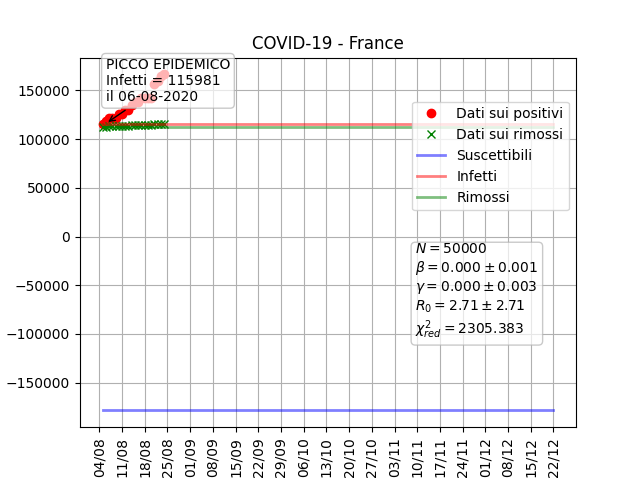 COVID-19 - France
PICCO EPIDEMICO
Infetti = 115981
il 06-08-2020
150000
100000
50000
0
−50000
−100000
−150000
Dati sui positivi
Dati sui rimossi
Suscettibili
Infetti
Rimossi
N = 50000
β = 0.000 ± 0.001
γ = 0.000 ± 0.003
R₀ = 2.71 ± 2.71
χ²red = 2305.383
04/08
11/08
18/08
25/08
01/09
08/09
15/09
22/09
29/09
06/10
13/10
20/10
27/10
03/11
10/11
17/11
24/11
01/12
08/12
15/12
22/12